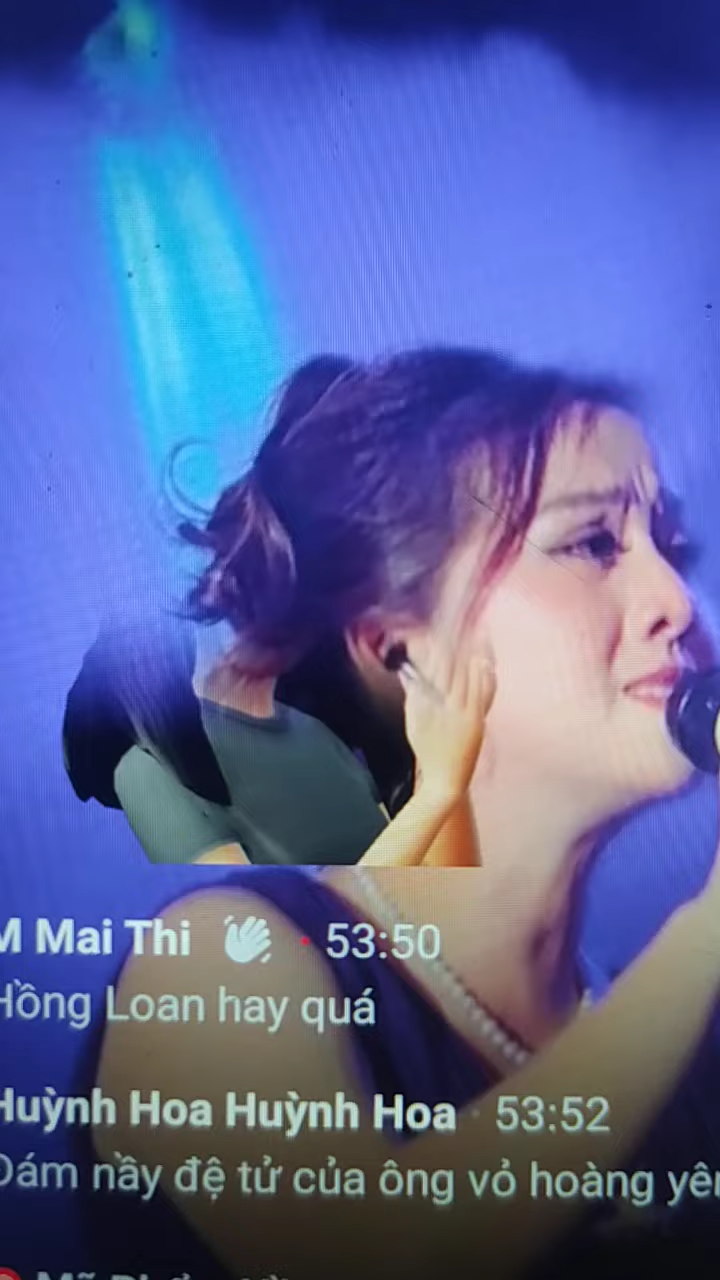 M Mai Thi 👋 • 53:50
Hồng Loan hay quá
Huỳnh Hoa Huỳnh Hoa · 53:52
Dám nầy đệ tử của ông vỏ hoàng yên